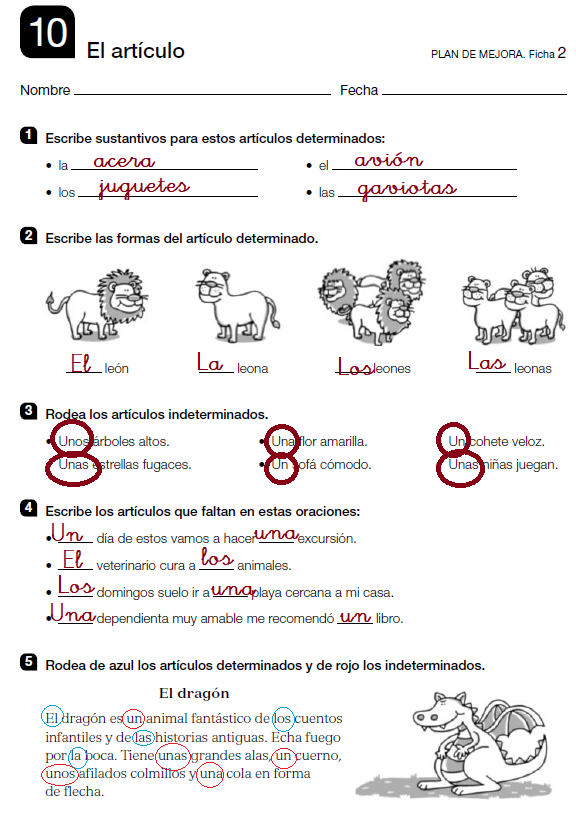 10
El artículo
PLAN DE MEJORA. Ficha 2
Nombre Fecha
1 Escribe sustantivos para estos artículos determinados:
• la acera • el avión
• los juguetes • las gaviotas
2 Escribe las formas del artículo determinado.
El león La leona Los leones Las leonas
3 Rodea los artículos indeterminados.
• Unos árboles altos. • Una flor amarilla. • Un cohete veloz.
• Unas estrellas fugaces. • Un sofá cómodo. • Unas niñas juegan.
4 Escribe los artículos que faltan en estas oraciones:
• Un día de estos vamos a hacer una excursión.
• El veterinario cura a los animales.
• Los domingos suelo ir a una playa cercana a mi casa.
• Una dependienta muy amable me recomendó un libro.
5 Rodea de azul los artículos determinados y de rojo los indeterminados.
El dragón
El dragón es un animal fantástico de los cuentos
infantiles y de las historias antiguas. Echa fuego
por la boca. Tiene unas grandes alas, un cuerno,
unos afilados colmillos y una cola en forma
de flecha.